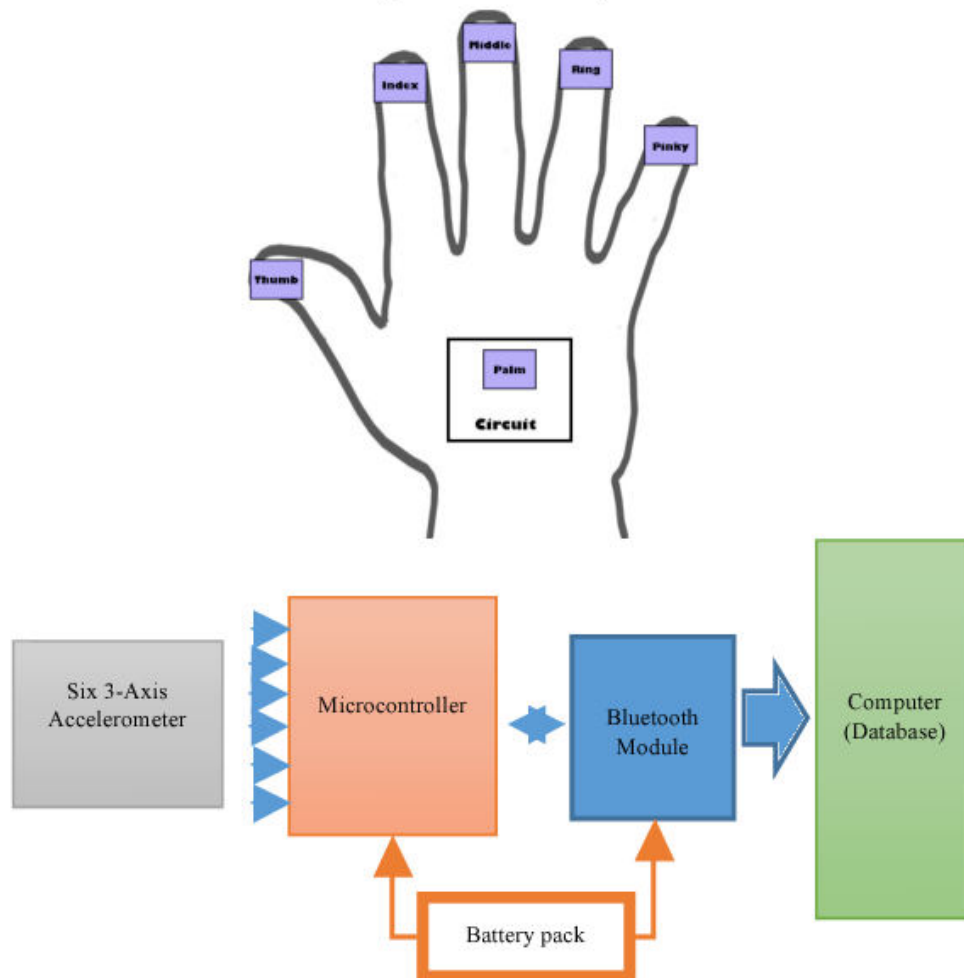 Middle
Ring
Index
Pinky
Thumb
Palm
Circuit
Six 3-Axis
Accelerometer
Microcontroller
Bluetooth
Module
Computer
(Database)
Battery pack